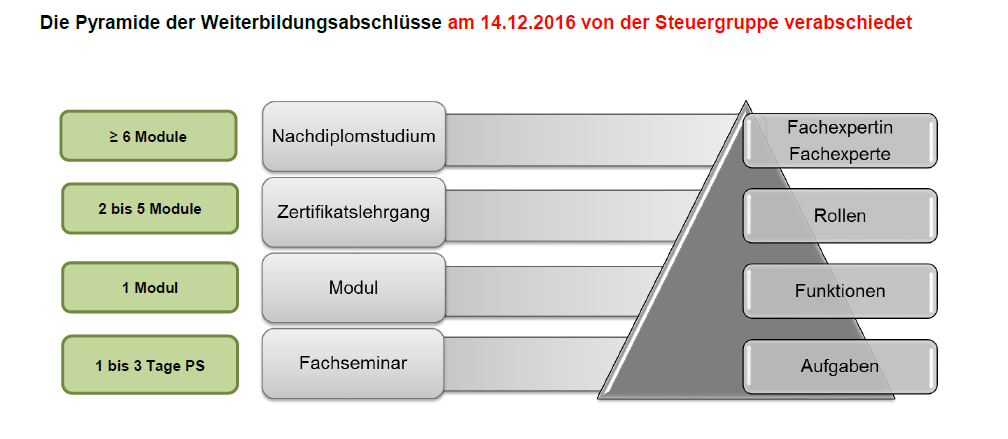 Die Pyramide der Weiterbildungsabschlüsse am 14.12.2016 von der Steuergruppe verabschiedet
≥ 6 Module
Nachdiplomstudium
Fachexpertin
Fachexperte
2 bis 5 Module
Zertifikatslehrgang
Rollen
1 Modul
Modul
Funktionen
1 bis 3 Tage PS
Fachseminar
Aufgaben